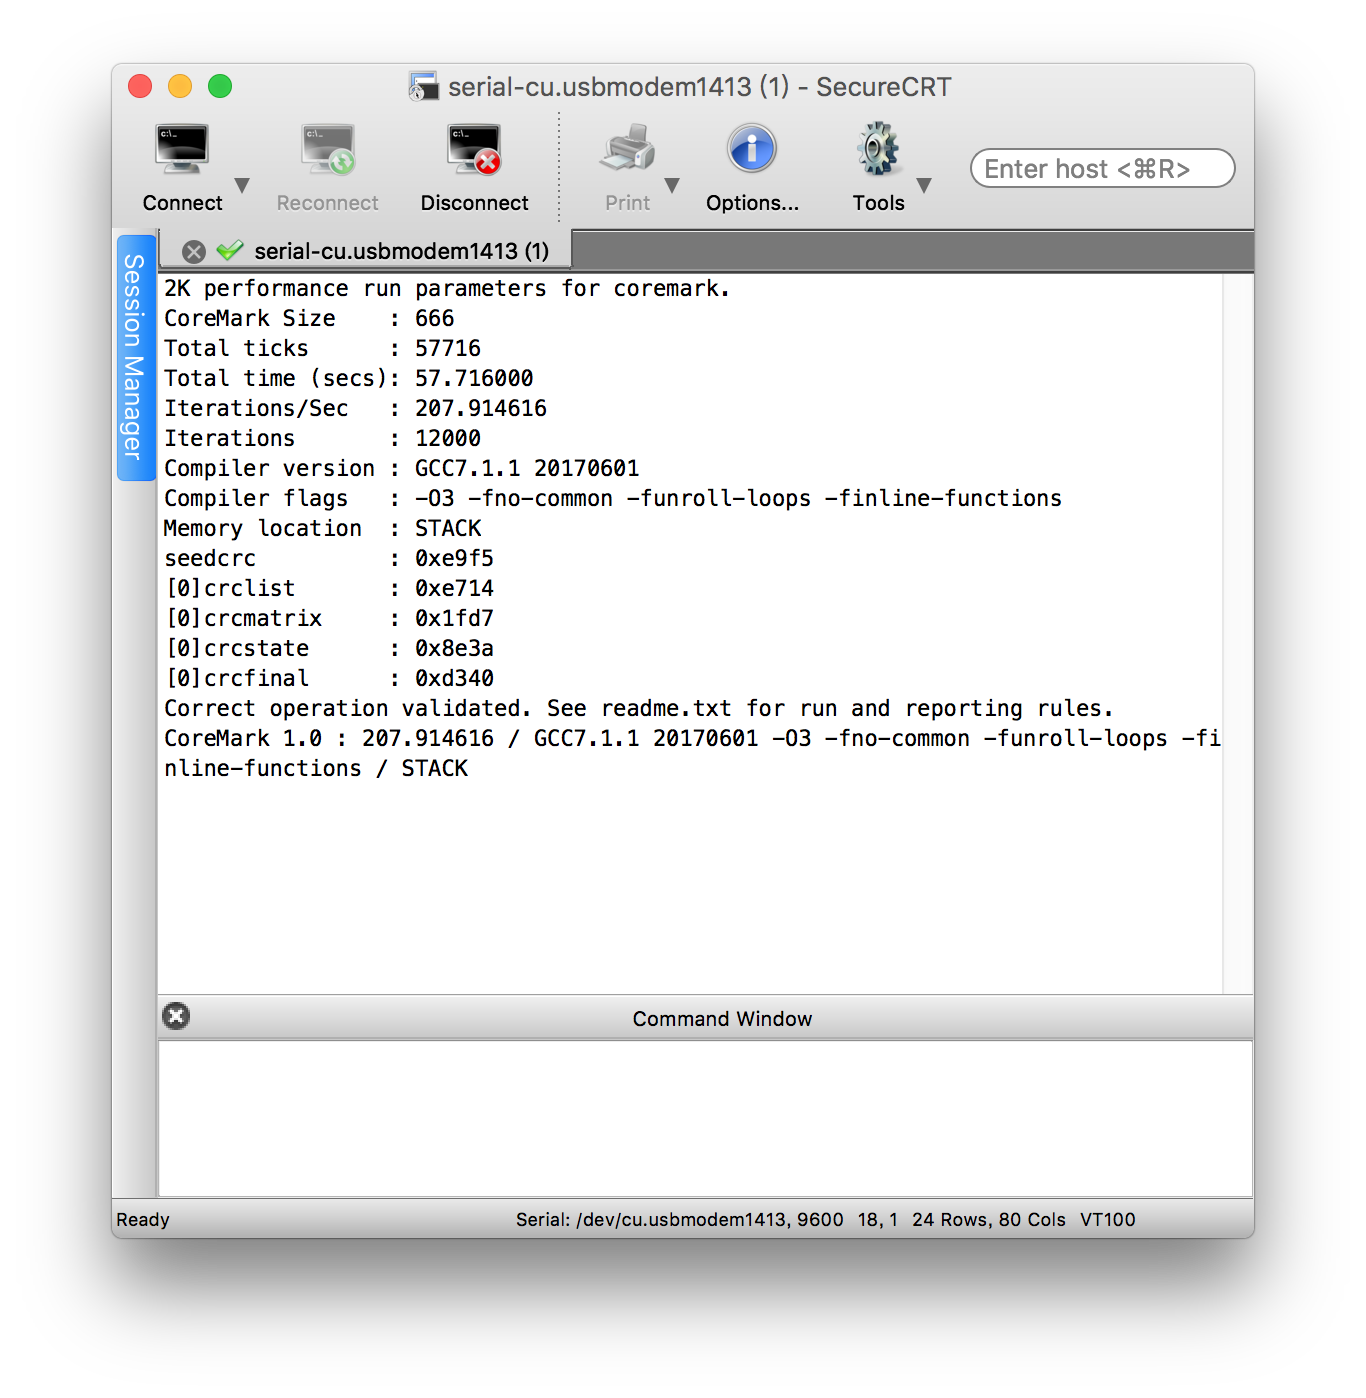 serial-cu.usbmodem1413 (1) - SecureCRT
Connect
Reconnect
Disconnect
Print
Options...
Tools
Enter host <⌘R>
Session Manager
serial-cu.usbmodem1413 (1)
2K performance run parameters for coremark.
CoreMark Size    : 666
Total ticks      : 57716
Total time (secs): 57.716000
Iterations/Sec   : 207.914616
Iterations       : 12000
Compiler version : GCC7.1.1 20170601
Compiler flags   : -O3 -fno-common -funroll-loops -finline-functions
Memory location  : STACK
seedcrc          : 0xe9f5
[0]crclist       : 0xe714
[0]crcmatrix     : 0x1fd7
[0]crcstate      : 0x8e3a
[0]crcfinal      : 0xd340
Correct operation validated. See readme.txt for run and reporting rules.
CoreMark 1.0 : 207.914616 / GCC7.1.1 20170601 -O3 -fno-common -funroll-loops -fi
nline-functions / STACK
Command Window
Ready
Serial: /dev/cu.usbmodem1413, 9600 18, 1 24 Rows, 80 Cols VT100